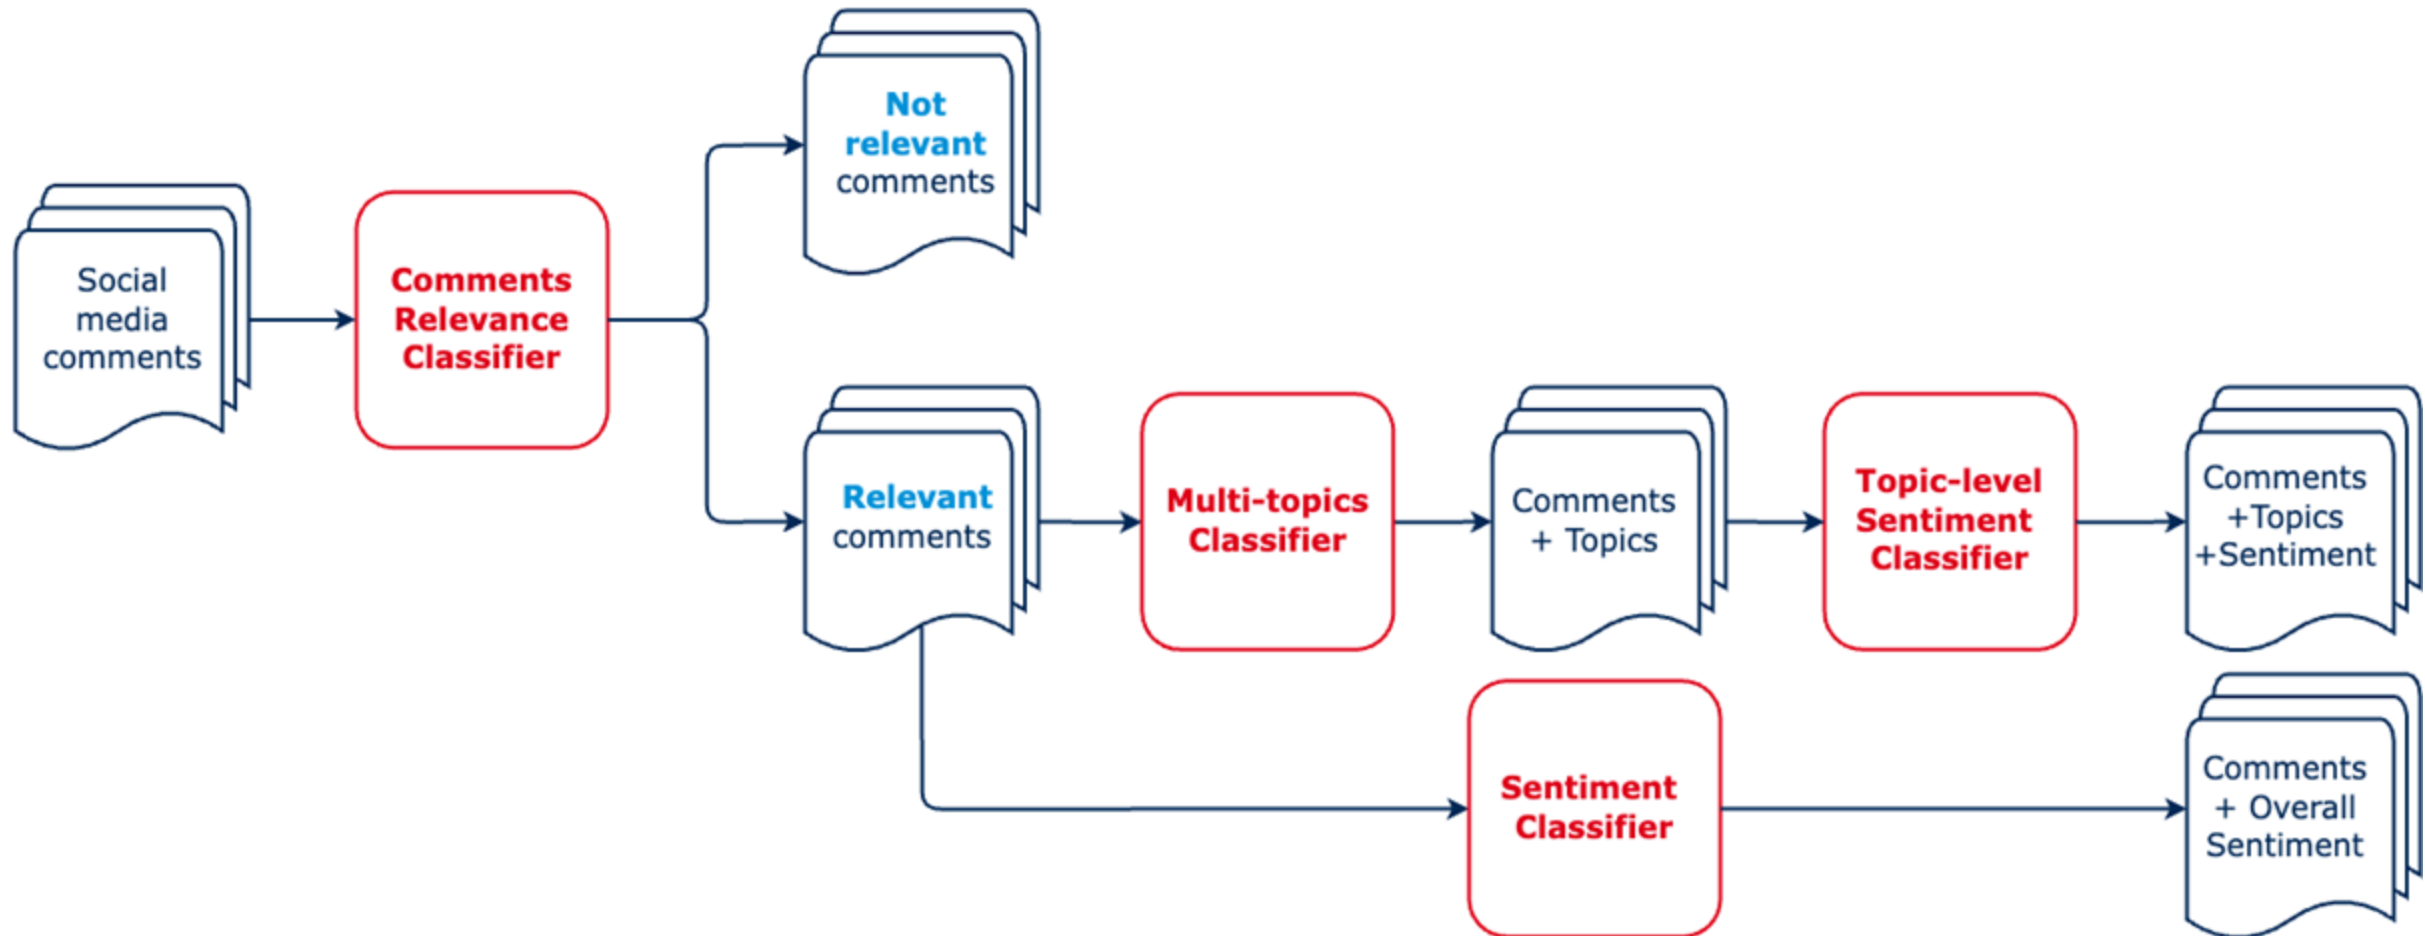 Not
relevant
comments
Social
media
comments
Comments
Relevance
Classifier
Relevant
comments
Multi-topics
Classifier
Comments
+ Topics
Topic-level
Sentiment
Classifier
Comments
+Topics
+Sentiment
Sentiment
Classifier
Comments
+ Overall
Sentiment